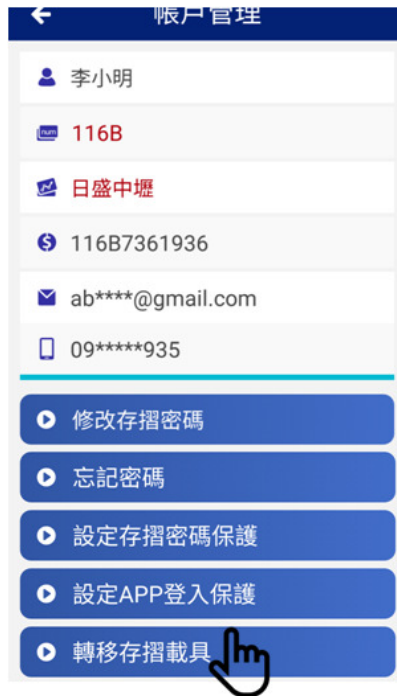 帳戶管理
李小明
num 116B
日盛中壢
116B7361936
ab****@gmail.com
09*****935
修改存摺密碼
忘記密碼
設定存摺密碼保護
設定APP登入保護
轉移存摺載具